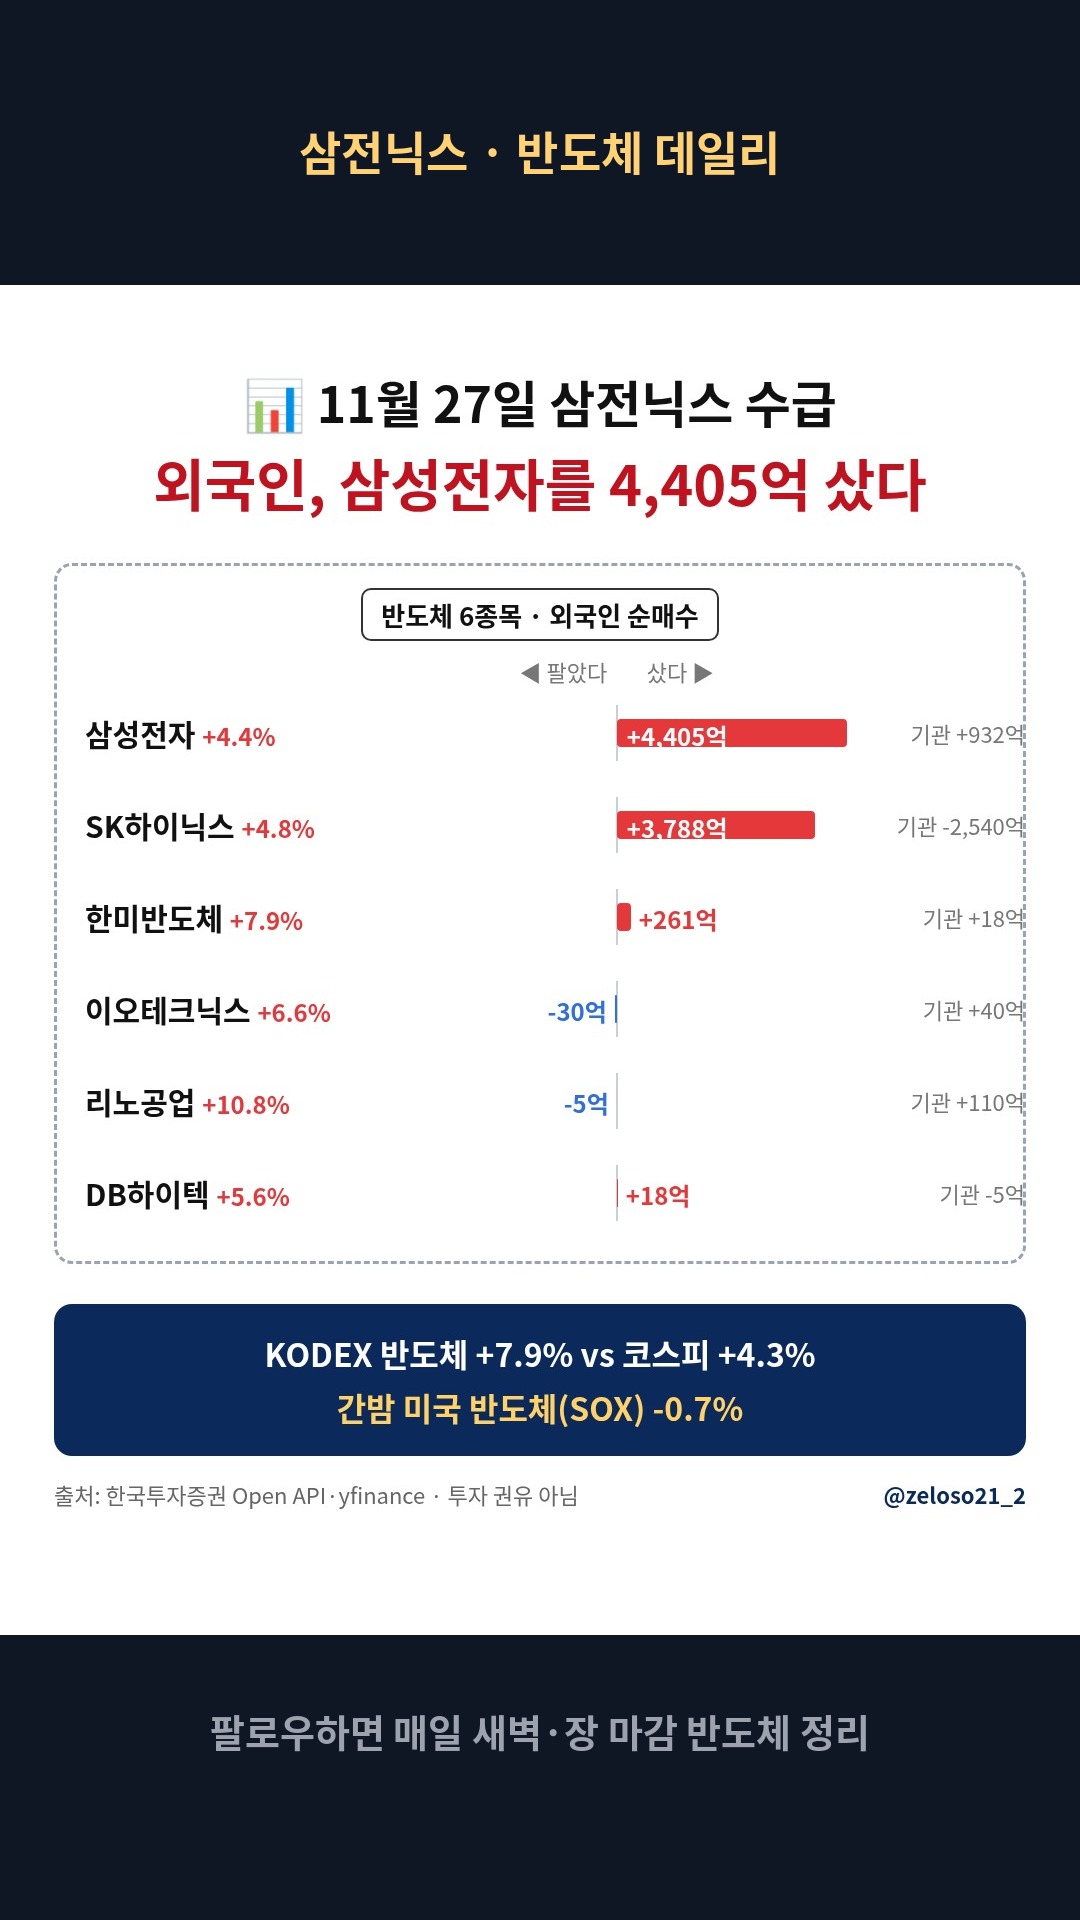 삼전닉스 · 반도체 데일리
📊 11월 27일 삼전닉스 수급
외국인, 삼성전자를 4,405억 샀다
반도체 6종목 · 외국인 순매수
◀ 팔았다 샀다 ▶
삼성전자 +4.4% +4,405억 기관 +932억
SK하이닉스 +4.8% +3,788억 기관 -2,540억
한미반도체 +7.9% +261억 기관 +18억
이오테크닉스 +6.6% -30억 기관 +40억
리노공업 +10.8% -5억 기관 +110억
DB하이텍 +5.6% +18억 기관 -5억
KODEX 반도체 +7.9% vs 코스피 +4.3%
간밤 미국 반도체(SOX) -0.7%
출처: 한국투자증권 Open API·yfinance · 투자 권유 아님 @zeloso21_2
팔로우하면 매일 새벽·장 마감 반도체 정리